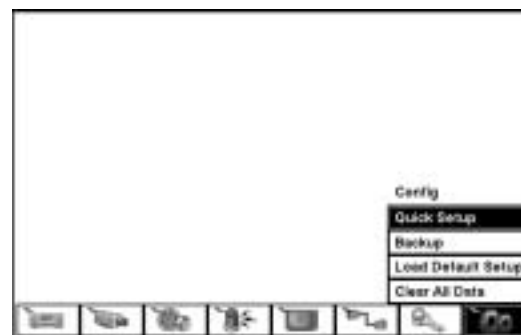 Config
Quick Setup
Backup
Load Default Setup
Clear All Data